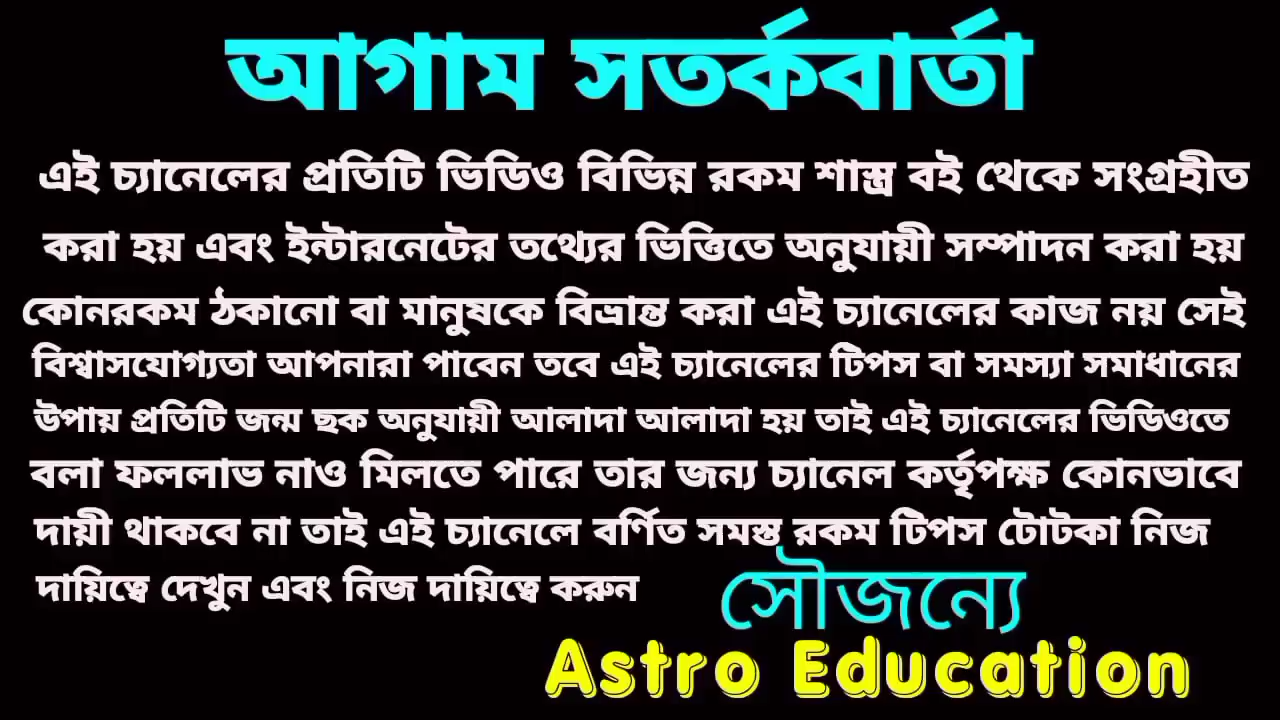 আগাম সতর্কবার্তা
এই চ্যানেলের প্রতিটি ভিডিও বিভিন্ন রকম শাস্ত্র বই থেকে সংগ্রহীত
করা হয় এবং ইন্টারনেটের তথ্যের ভিত্তিতে অনুযায়ী সম্পাদন করা হয়
কোনরকম ঠকানো বা মানুষকে বিভ্রান্ত করা এই চ্যানেলের কাজ নয় সেই
বিশ্বাসযোগ্যতা আপনারা পাবেন তবে এই চ্যানেলের টিপস বা সমস্যা সমাধানের
উপায় প্রতিটি জন্ম ছক অনুযায়ী আলাদা আলাদা হয় তাই এই চ্যানেলের ভিডিওতে
বলা ফললাভ নাও মিলতে পারে তার জন্য চ্যানেল কর্তৃপক্ষ কোনভাবে
দায়ী থাকবে না তাই এই চ্যানেলে বর্ণিত সমস্ত রকম টিপস টোটকা নিজ
দায়িত্বে দেখুন এবং নিজ দায়িত্বে করুন
সৌজন্যে
Astro Education